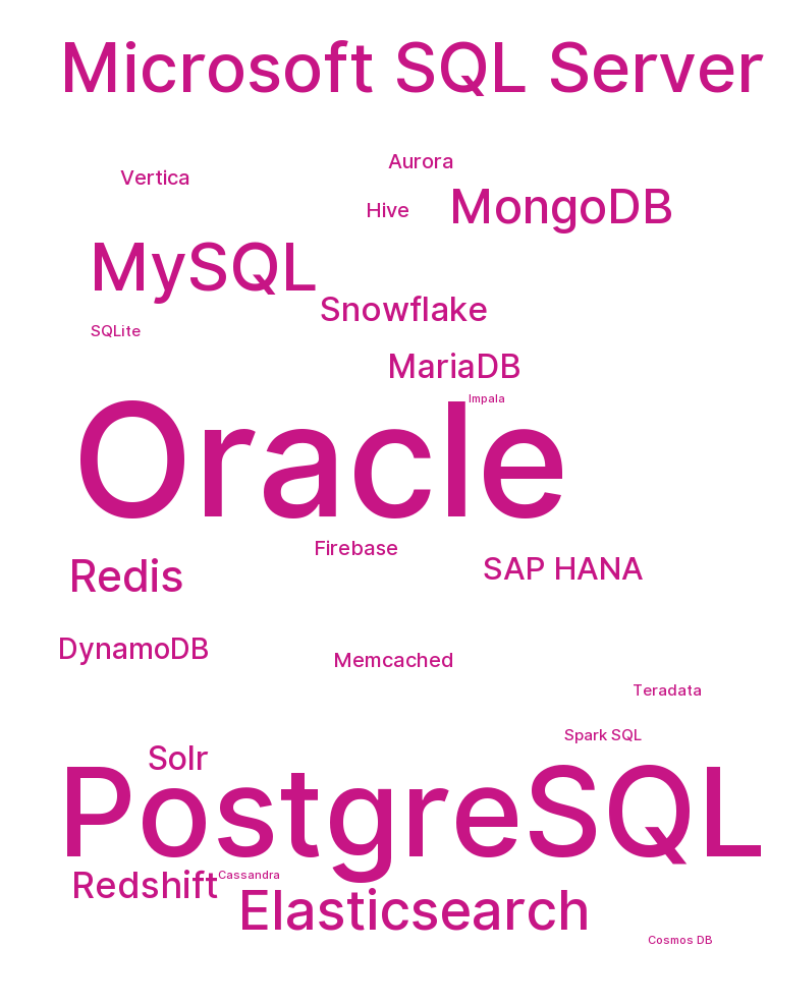 Microsoft SQL Server
Aurora
Vertica
MongoDB
Hive
MySQL
Snowflake
SQLite
MariaDB
Impala
Oracle
Firebase
SAP HANA
Redis
DynamoDB
Memcached
Teradata
Spark SQL
Solr
PostgreSQL
Cassandra
Redshift
Elasticsearch
Cosmos DB